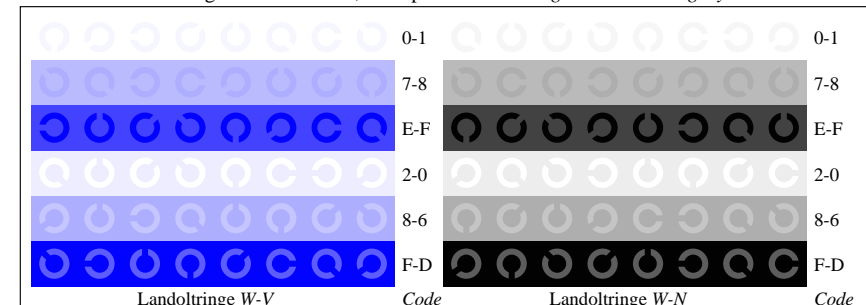 0-1 0-1
7-8 7-8
E-F E-F
2-0 2-0
8-6 8-6
F-D F-D
Landoltringe W-V Code Landoltringe W-N Code